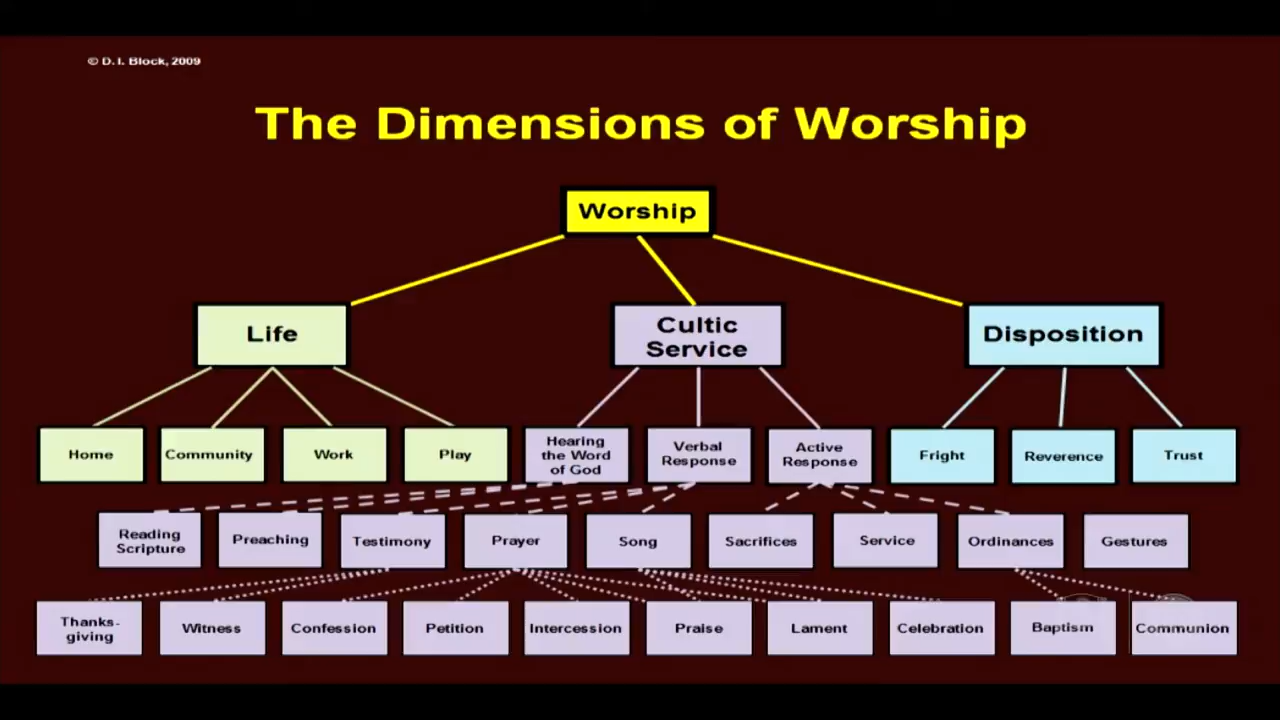 © D. I. Block, 2009
The Dimensions of Worship
Worship
Life
Cultic
Service
Disposition
Home
Community
Work
Play
Hearing
the Word
of God
Verbal
Response
Active
Response
Fright
Reverence
Trust
Reading
Scripture
Preaching
Testimony
Prayer
Song
Sacrifices
Service
Ordinances
Gestures
Thanks-
giving
Witness
Confession
Petition
Intercession
Praise
Lament
Celebration
Baptism
Communion